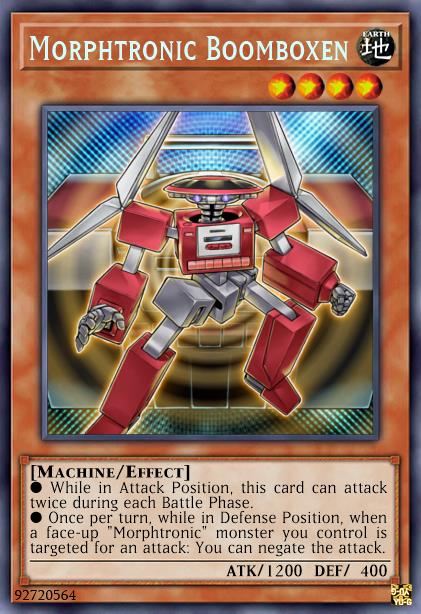 MORPHTRONIC BOOMBOXEN
EARTH
地
[MACHINE/EFFECT]
● While in Attack Position, this card can attack
twice during each Battle Phase.
● Once per turn, while in Defense Position, when
a face-up "Morphtronic" monster you control is
targeted for an attack: You can negate the attack.
ATK/1200 DEF/ 400
92720564